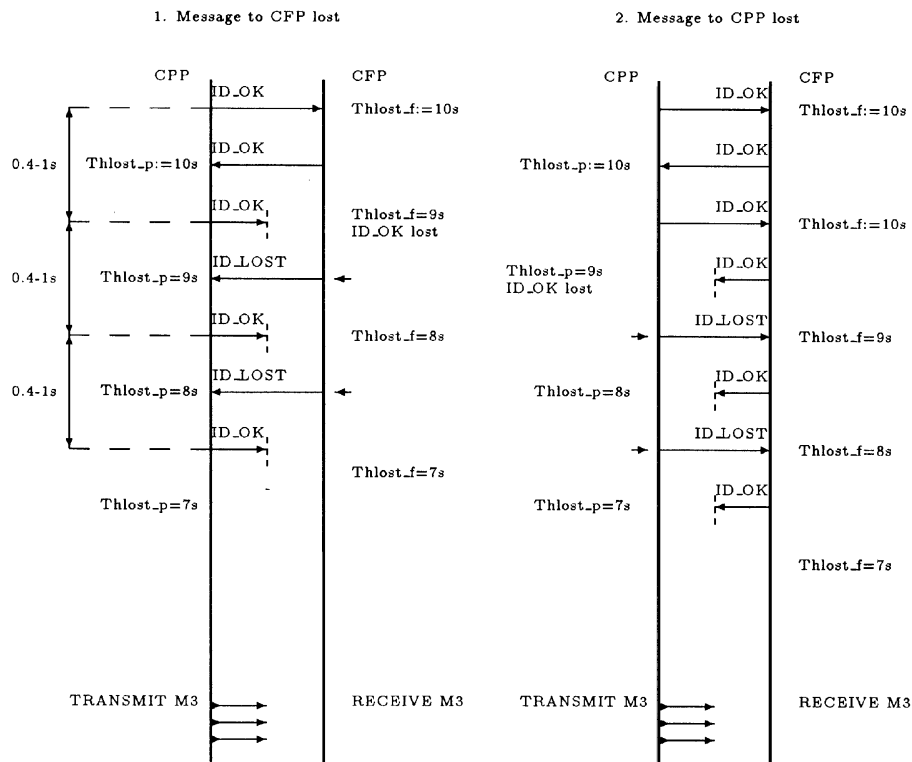 1. Message to CFP lost
CPP
CFP
ID_OK
Thlost_f:=10s
0.4-1s
Thlost_p:=10s
ID_OK
ID_OK
Thlost_f=9s
ID_OK lost
0.4-1s
Thlost_p=9s
ID_LOST
ID_OK
Thlost_f=8s
0.4-1s
Thlost_p=8s
ID_LOST
ID_OK
Thlost_f=7s
Thlost_p=7s
TRANSMIT M3
RECEIVE M3
2. Message to CPP lost
CPP
CFP
ID_OK
Thlost_f:=10s
Thlost_p:=10s
ID_OK
ID_OK
Thlost_f:=10s
Thlost_p=9s
ID_OK lost
ID_OK
ID_LOST
Thlost_f=9s
Thlost_p=8s
ID_OK
ID_LOST
Thlost_f=8s
Thlost_p=7s
ID_OK
Thlost_f=7s
TRANSMIT M3
RECEIVE M3